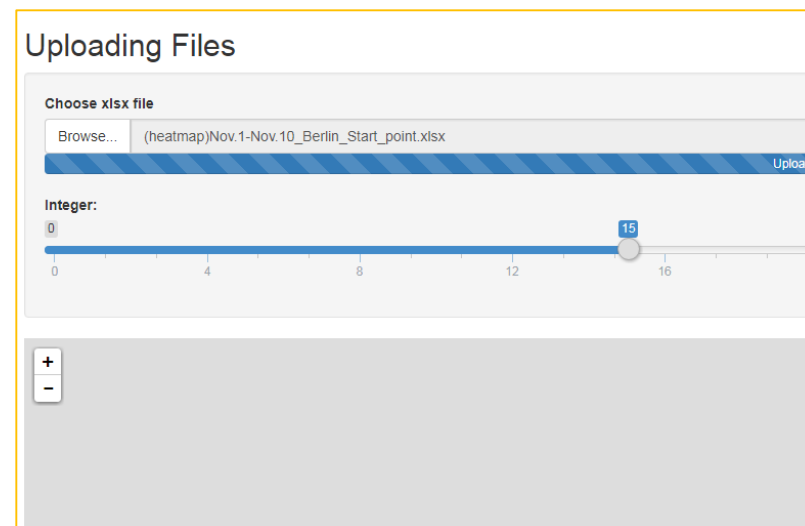 Uploading Files
Choose xlsx file
Browse... (heatmap)Nov.1-Nov.10_Berlin_Start_point.xlsx
Uploa
Integer:
0 15
0 4 8 12 16
+
−